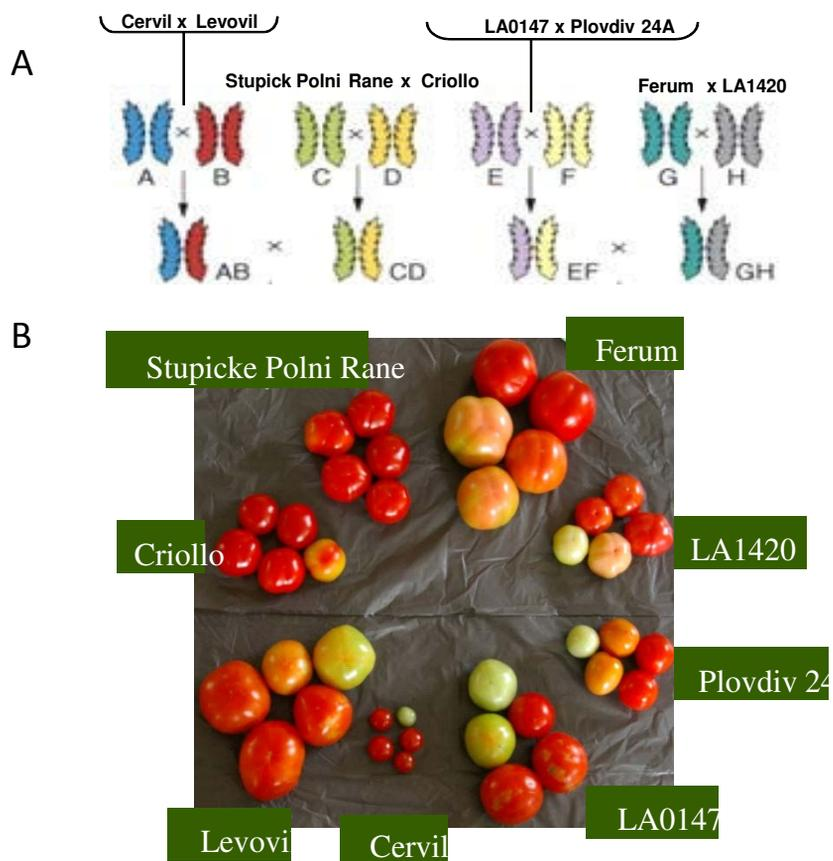 Cervil x Levovil
LA0147 x Plovdiv 24A
A
Stupick Polni Rane x Criollo
Ferum x LA1420
A x B
C x D
E x F
G x H
AB x CD
EF x GH
B
Stupicke Polni Rane
Ferum
Criollo
LA1420
Plovdiv 24
Levovil
Cervil
LA0147